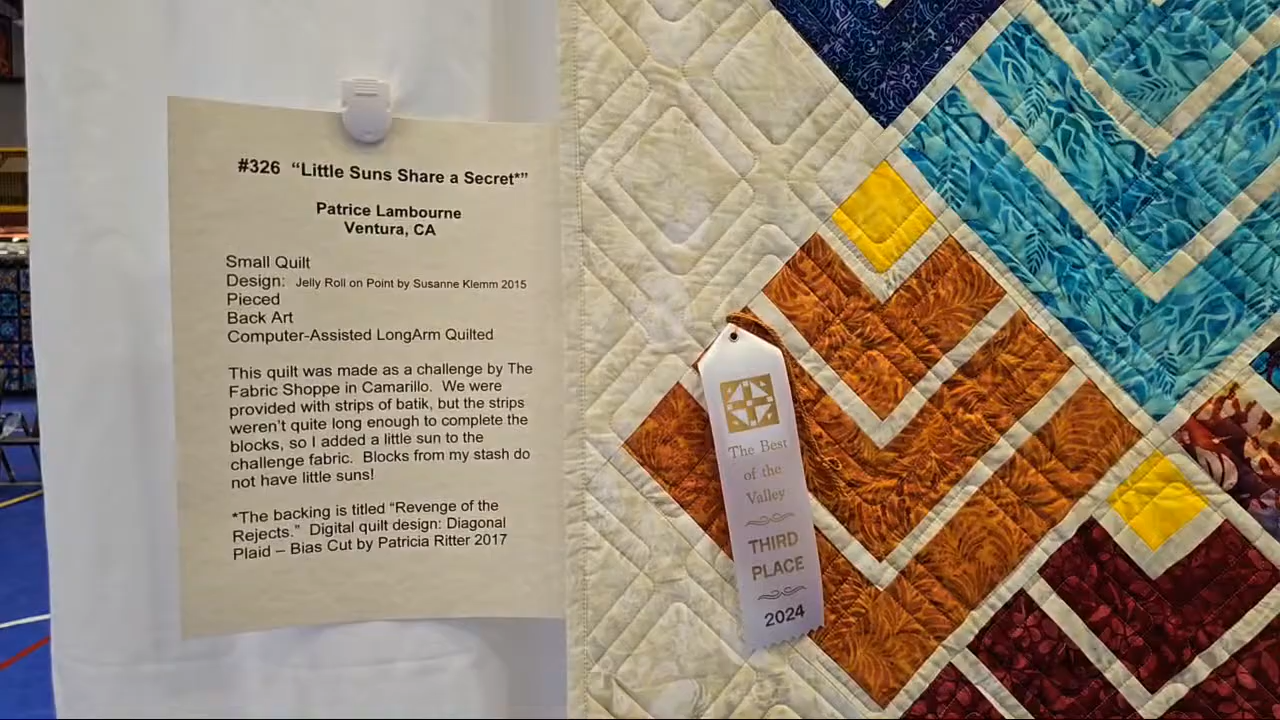 #326 “Little Suns Share a Secret*”
Patrice Lambourne
Ventura, CA
Small Quilt
Design: Jelly Roll on Point by Susanne Klemm 2015
Pieced
Back Art
Computer-Assisted LongArm Quilted
This quilt was made as a challenge by The
Fabric Shoppe in Camarillo. We were
provided with strips of batik, but the strips
weren’t quite long enough to complete the
blocks, so I added a little sun to the
challenge fabric. Blocks from my stash do
not have little suns!
*The backing is titled “Revenge of the
Rejects.” Digital quilt design: Diagonal
Plaid – Bias Cut by Patricia Ritter 2017
The Best
of the
Valley
THIRD
PLACE
2024